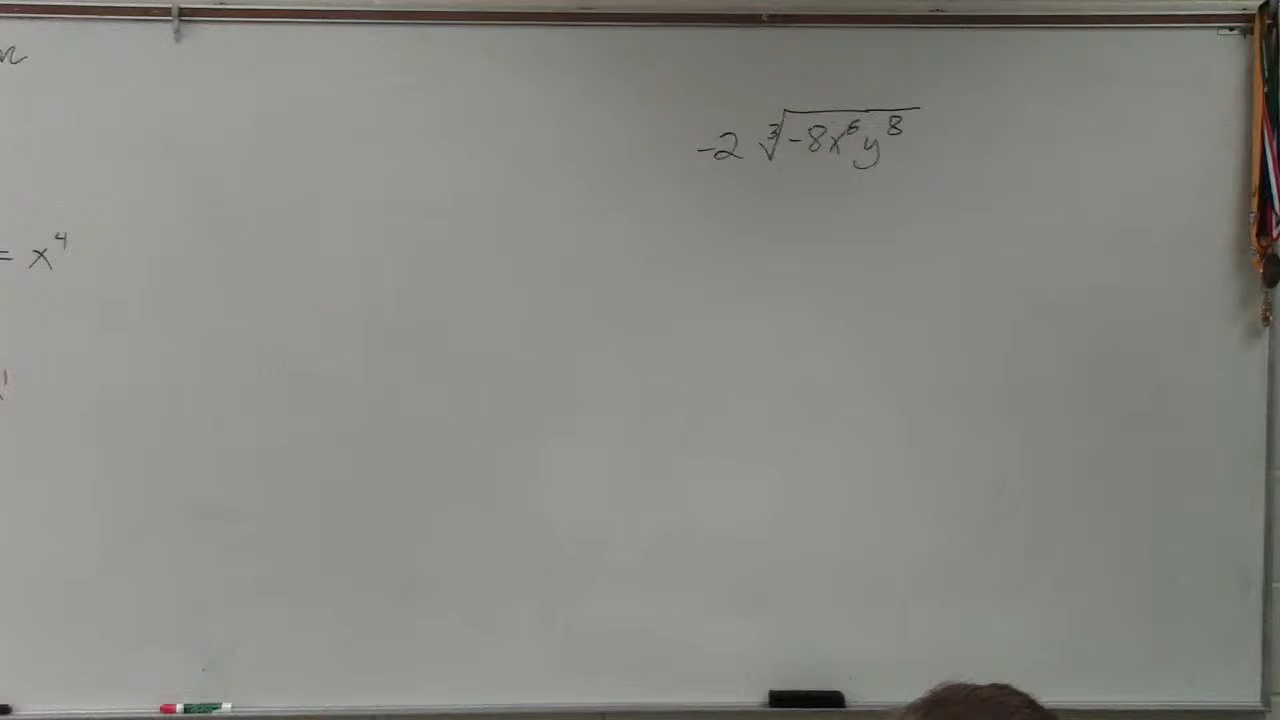 -2 ∛(-8x⁶y⁸)
= x⁴